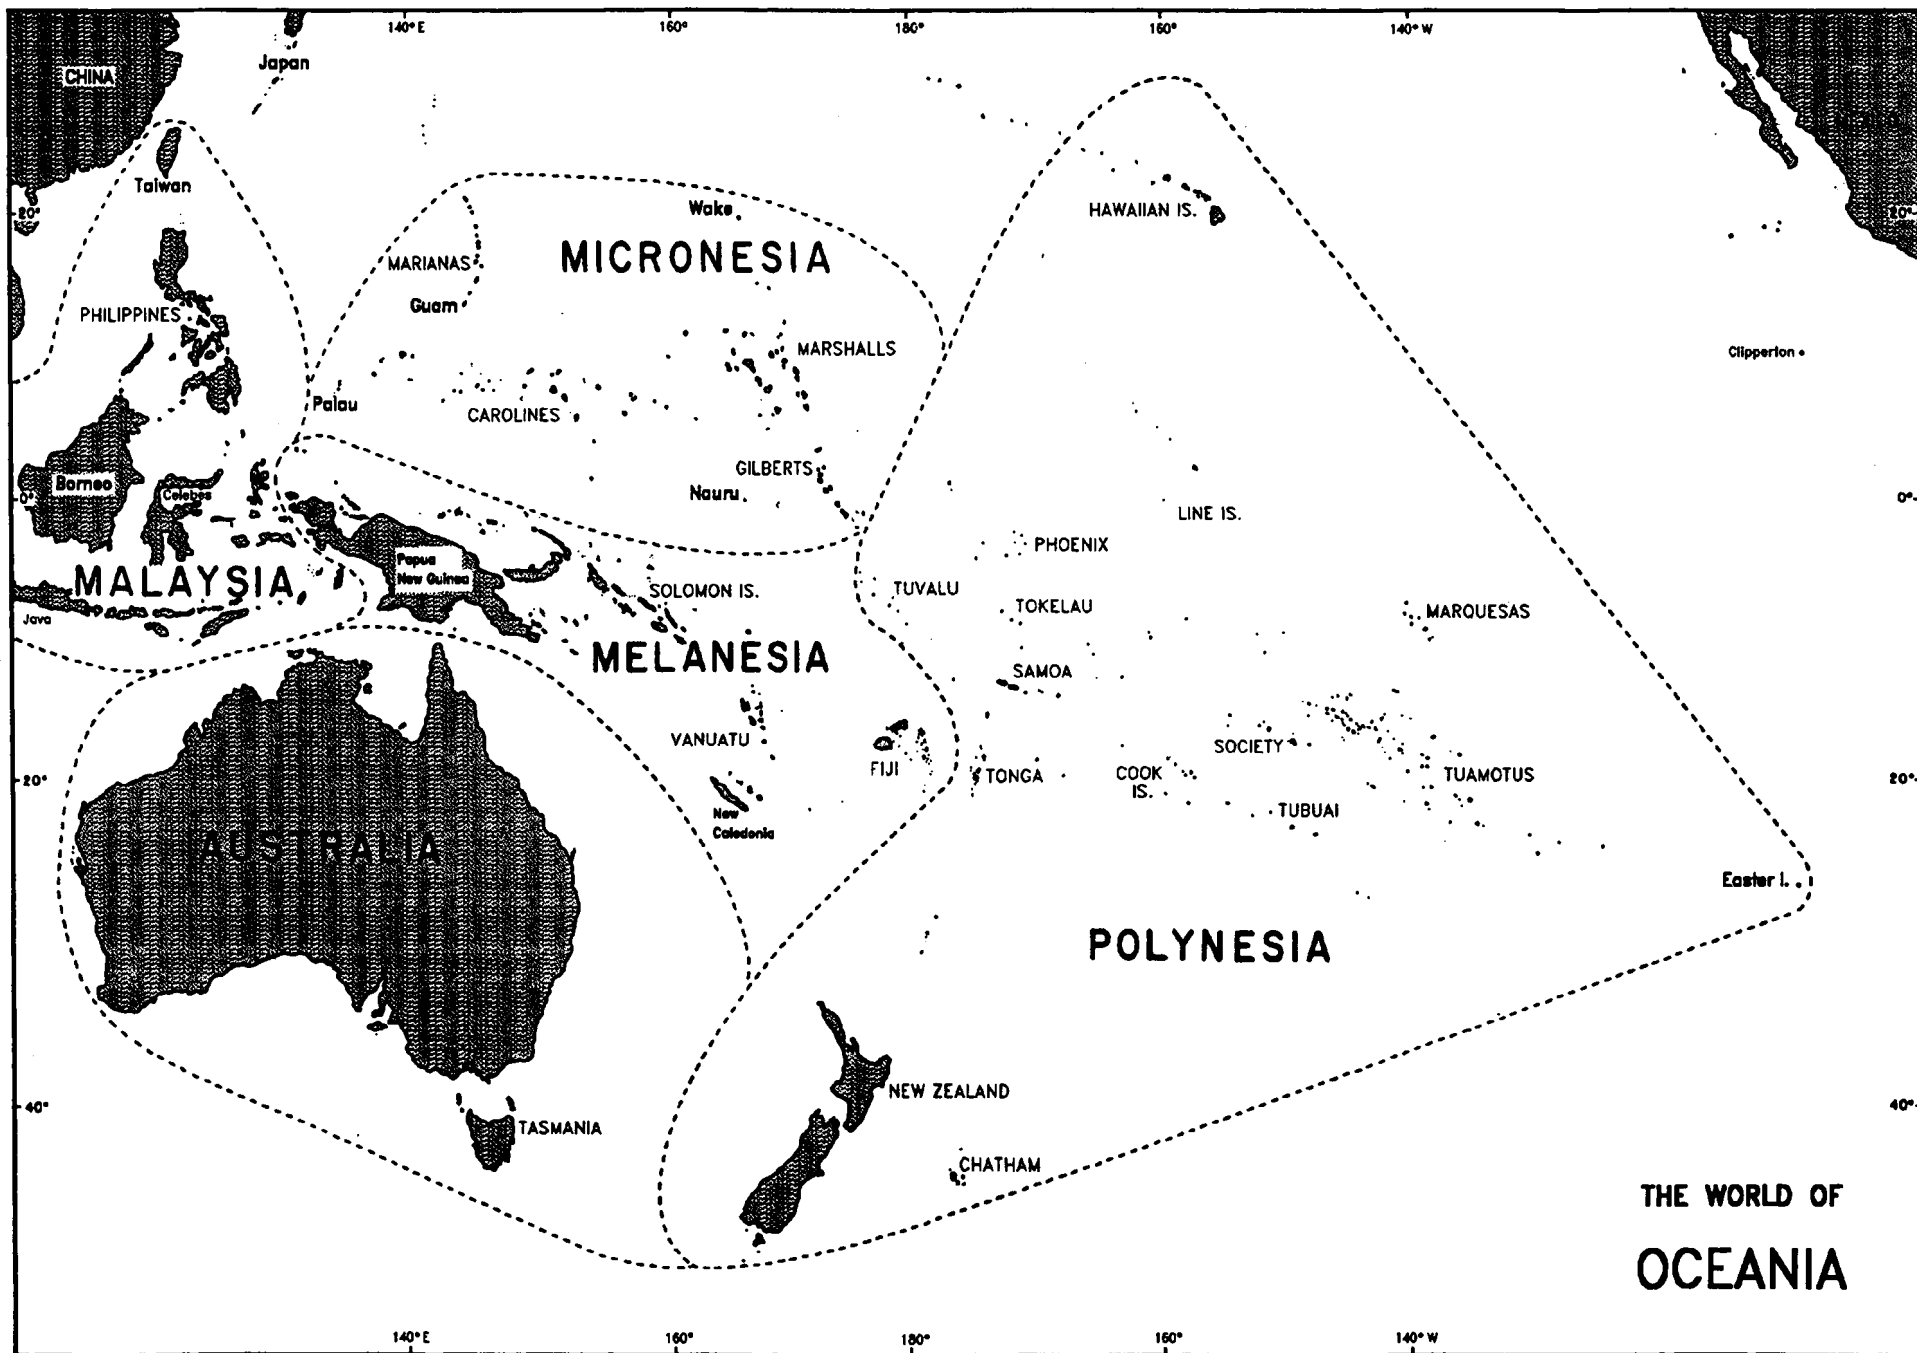 140° E
160°
180°
160°
140° W
Japan
CHINA
Taiwan
20°
20°
HAWAIIAN IS.
Wake
MICRONESIA
MARIANAS
Guam
PHILIPPINES
MARSHALLS
Clipperton
Palau
CAROLINES
GILBERTS
Borneo
Celebes
Nauru
0°
0°
LINE IS.
PHOENIX
Papua
New Guinea
MALAYSIA
SOLOMON IS.
TUVALU
TOKELAU
MARQUESAS
Java
MELANESIA
SAMOA
VANUATU
SOCIETY
FIJI
TONGA
COOK
IS.
TUAMOTUS
20°
20°
TUBUAI
New
Caledonia
AUSTRALIA
Easter I.
POLYNESIA
NEW ZEALAND
40°
40°
TASMANIA
CHATHAM
THE WORLD OF
OCEANIA
140° E
160°
180°
160°
140° W